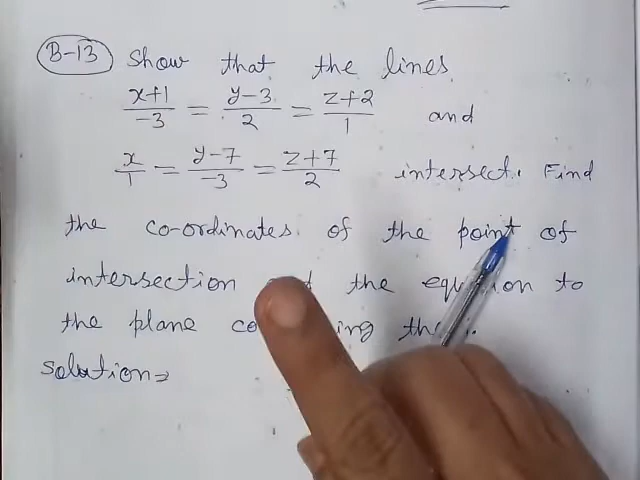 B-13 Show that the lines
x+1/-3 = y-3/2 = z+2/1 and
x/1 = y-7/-3 = z+7/2 intersect. Find
the co-ordinates of the point of
intersection the to
the plane
Solution=